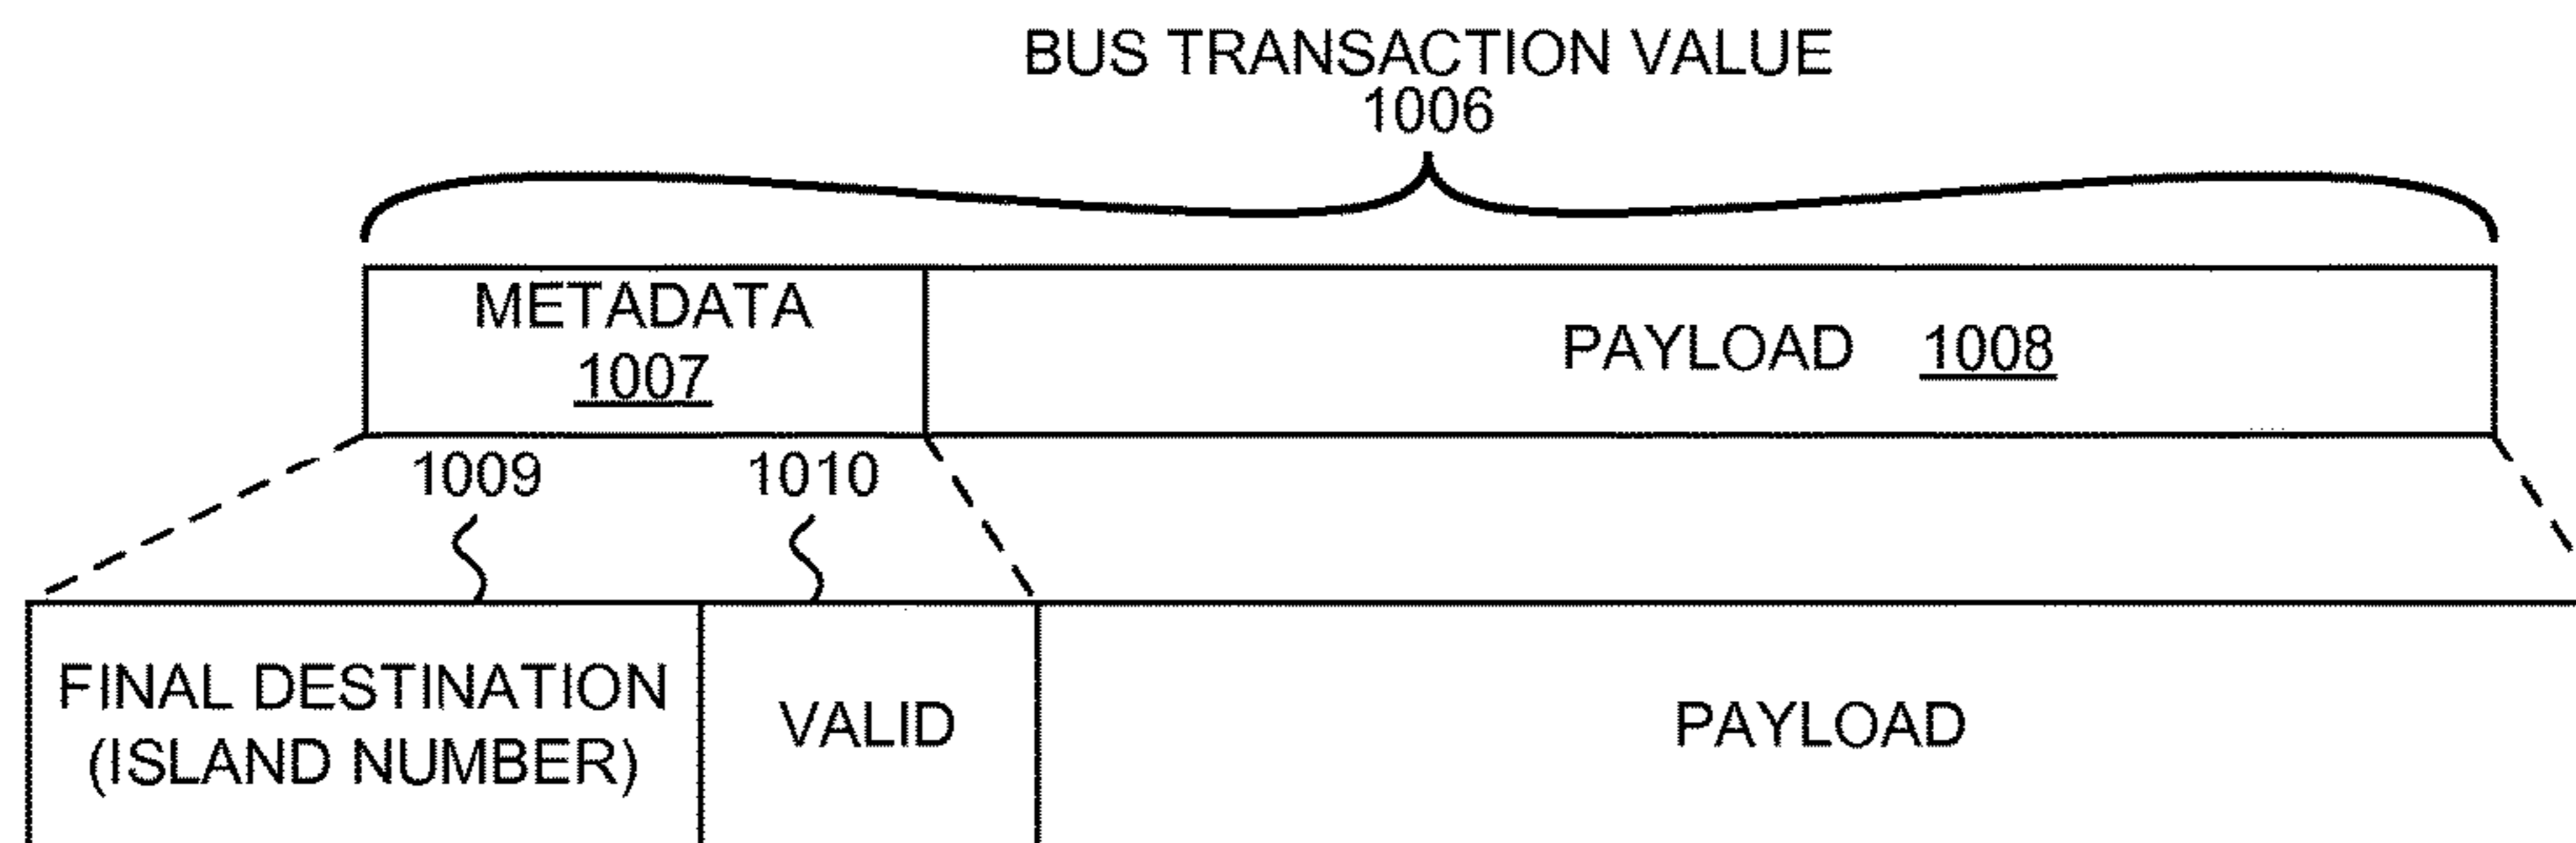 BUS TRANSACTION VALUE
1006
METADATA
1007
PAYLOAD 1008
1009 1010
FINAL DESTINATION
(ISLAND NUMBER)
VALID
PAYLOAD